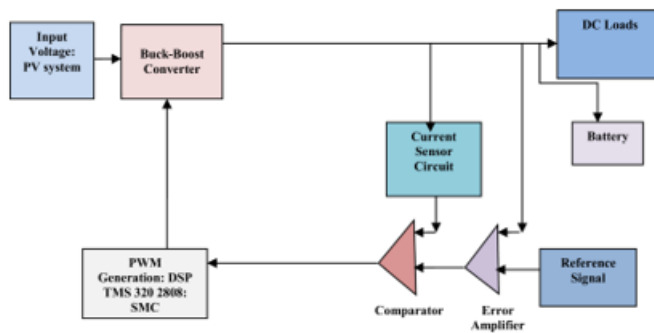 Input
Voltage:
PV system
Buck-Boost
Converter
DC Loads
Current
Sensor
Circuit
Battery
PWM
Generation: DSP
TMS 320 2808:
SMC
Comparator
Error
Amplifier
Reference
Signal